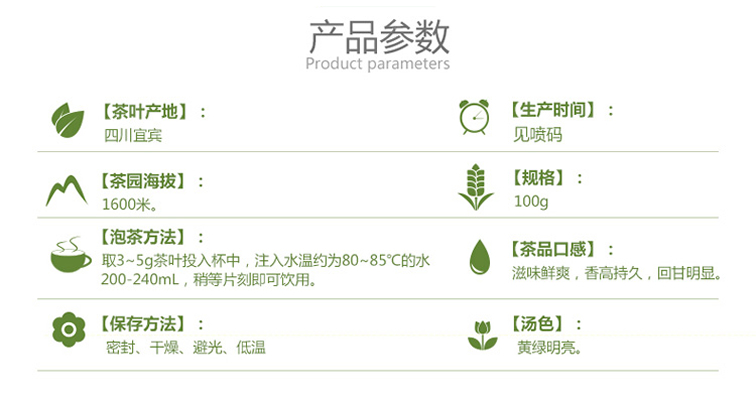 产品参数
Product parameters
【茶叶产地】：
四川宜宾
【生产时间】：
见喷码
【茶园海拔】：
1600米。
【规格】：
100g
【泡茶方法】：
取3~5g茶叶投入杯中，注入水温约为80~85℃的水
200-240mL，稍等片刻即可饮用。
【茶品口感】：
滋味鲜爽，香高持久，回甘明显。
【保存方法】：
密封、干燥、避光、低温
【汤色】：
黄绿明亮。